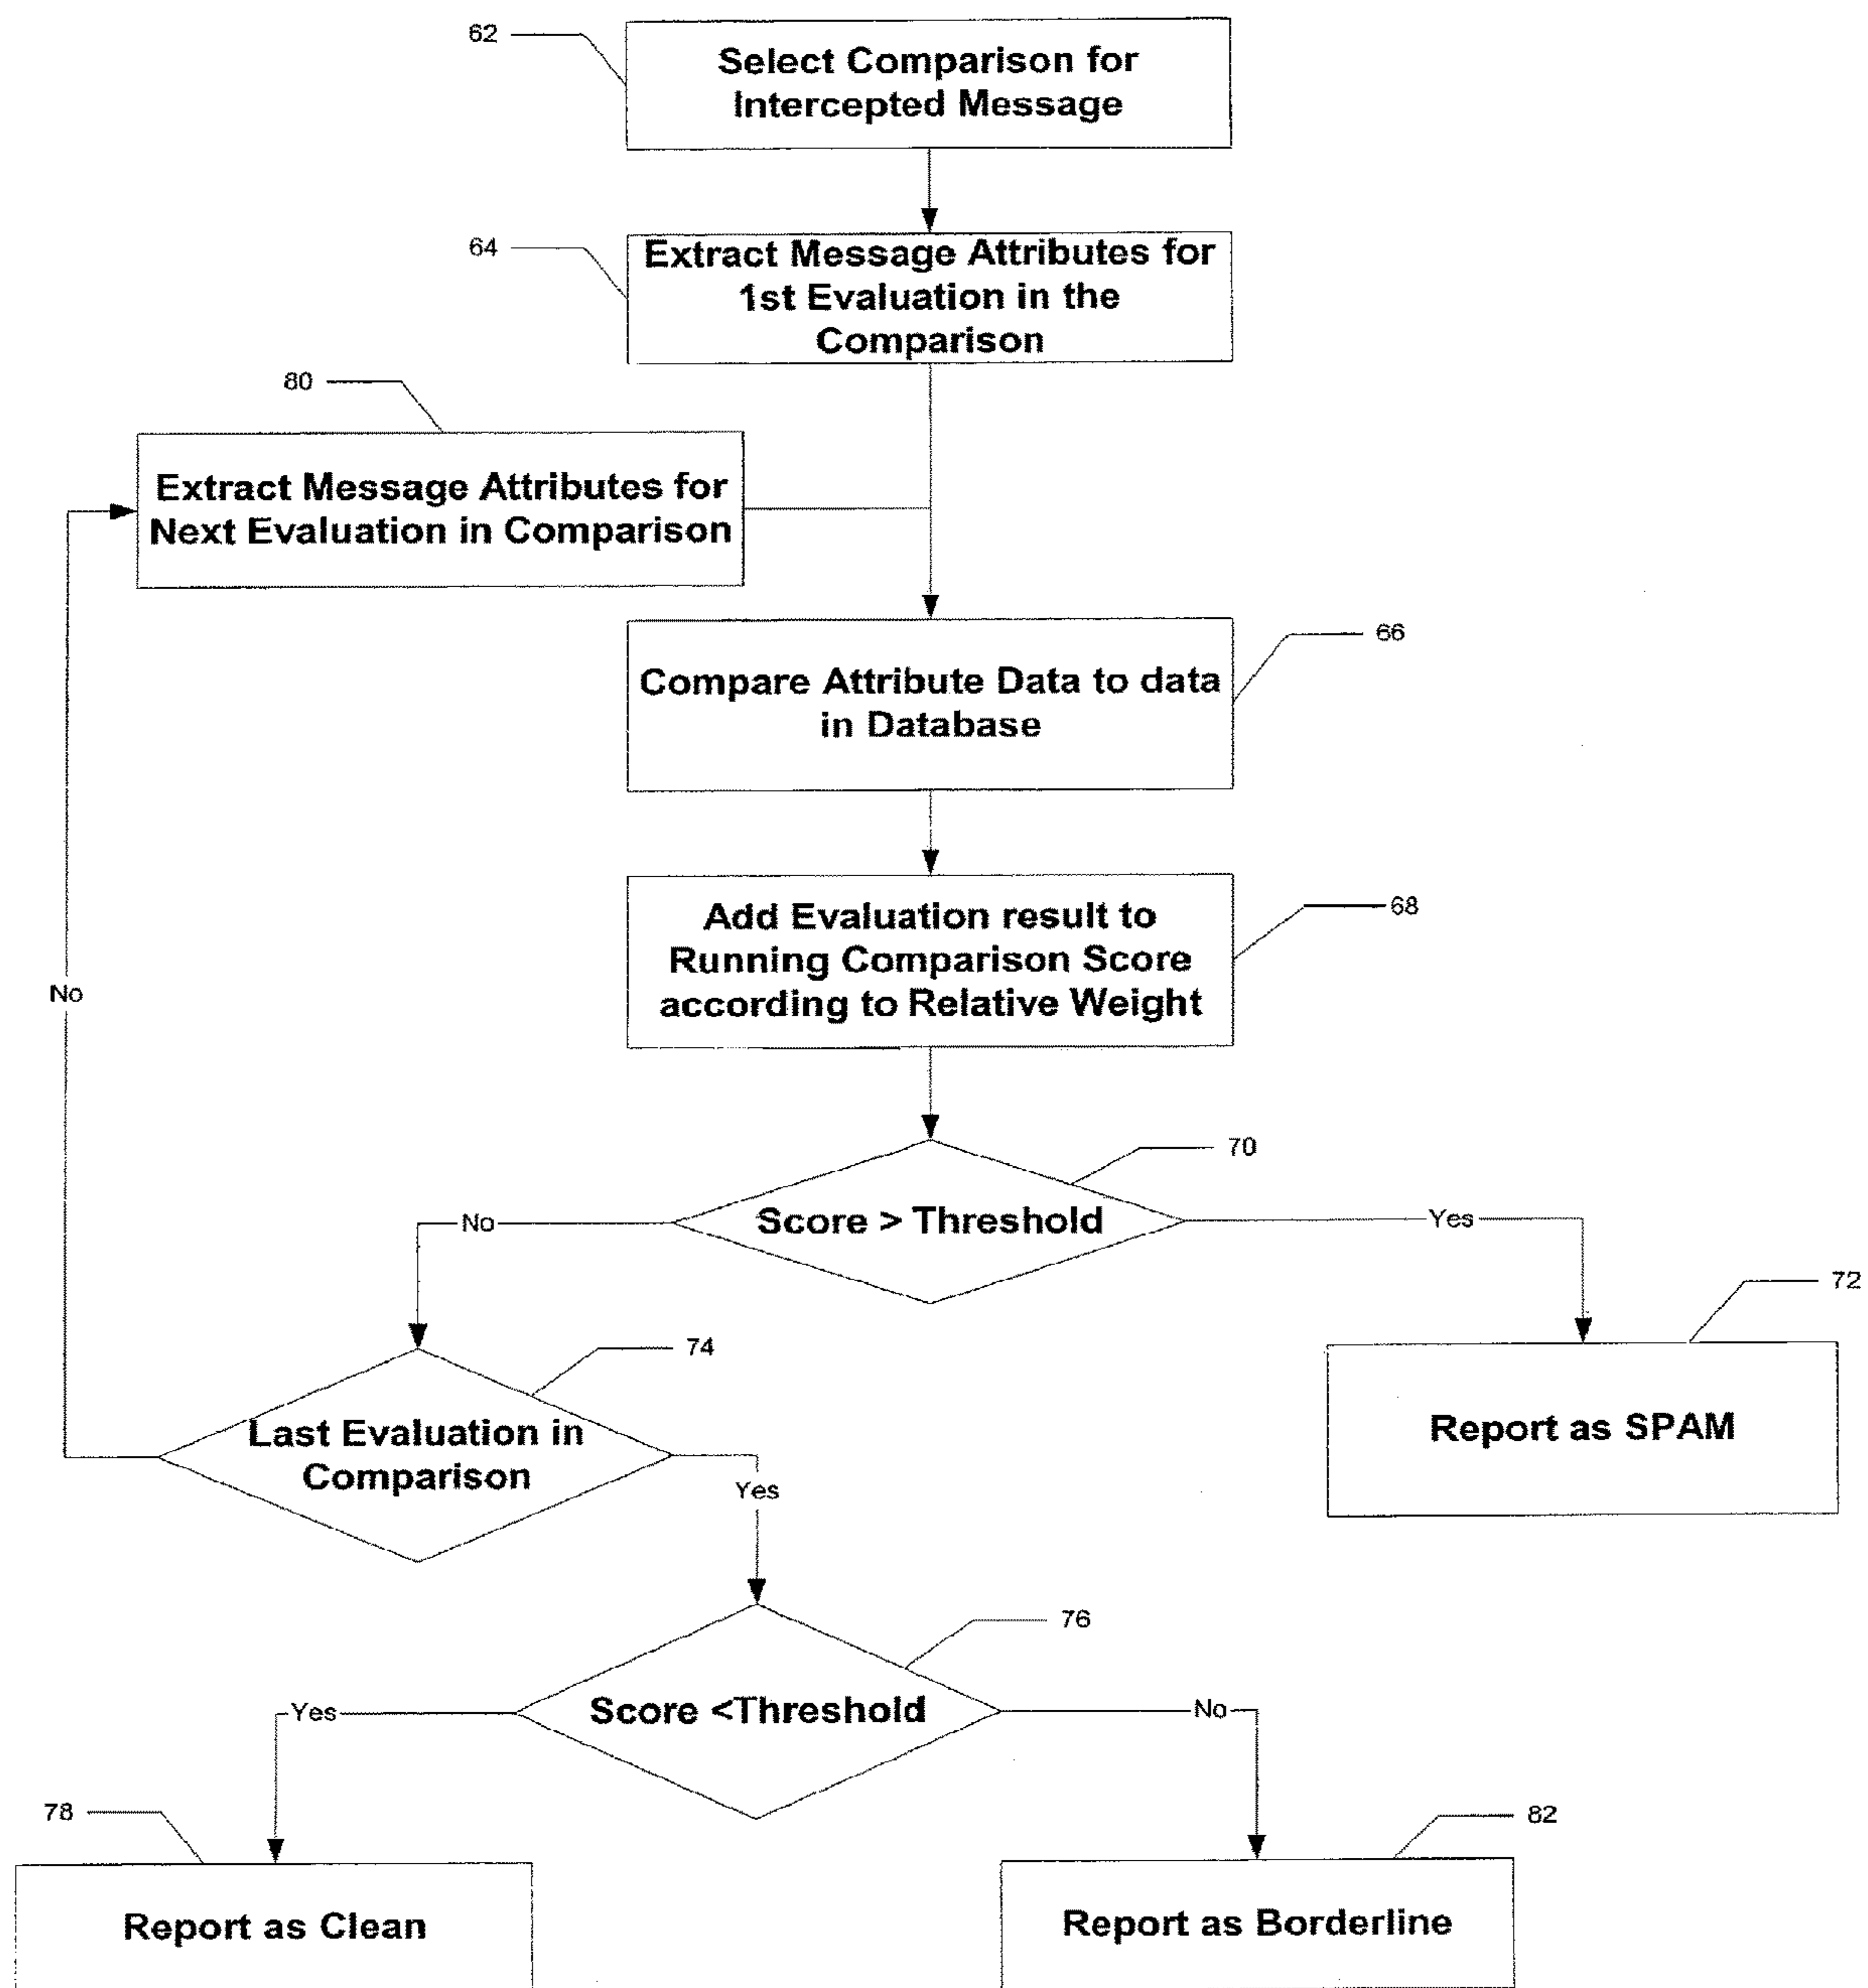 62
Select Comparison for
Intercepted Message
64
Extract Message Attributes for
1st Evaluation in the
Comparison
80
Extract Message Attributes for
Next Evaluation in Comparison
66
Compare Attribute Data to data
in Database
68
Add Evaluation result to
Running Comparison Score
according to Relative Weight
No
70
Score > Threshold
No
Yes
72
Report as SPAM
74
Last Evaluation in
Comparison
Yes
76
Score <Threshold
Yes
No
78
Report as Clean
82
Report as Borderline